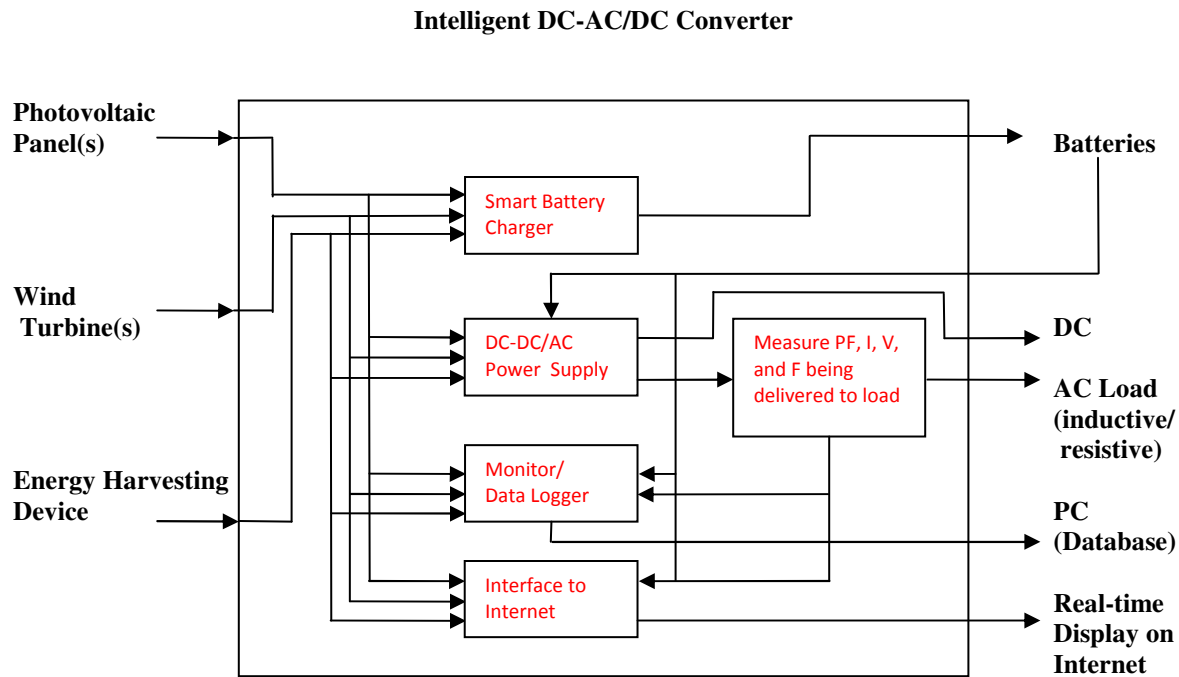 Intelligent DC-AC/DC Converter
Photovoltaic
Panel(s)
Wind
Turbine(s)
Energy Harvesting
Device
Smart Battery
Charger
DC-DC/AC
Power Supply
Measure PF, I, V,
and F being
delivered to load
Monitor/
Data Logger
Interface to
Internet
Batteries
DC
AC Load
(inductive/
resistive)
PC
(Database)
Real-time
Display on
Internet